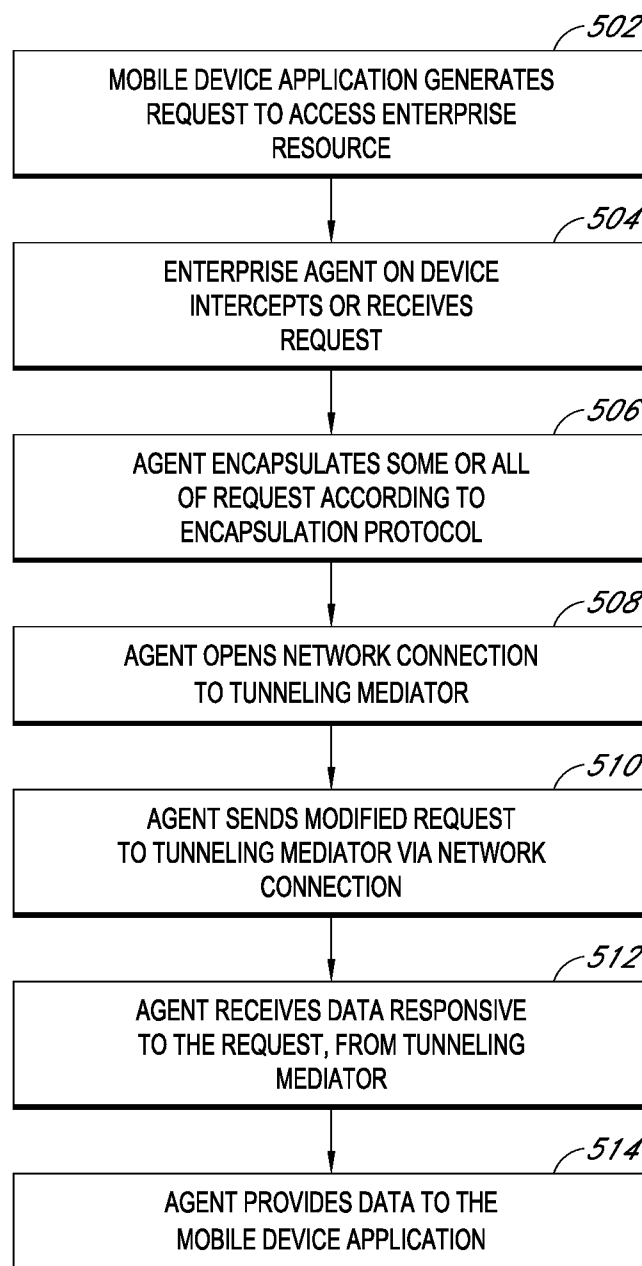 502
MOBILE DEVICE APPLICATION GENERATES
REQUEST TO ACCESS ENTERPRISE
RESOURCE
504
ENTERPRISE AGENT ON DEVICE
INTERCEPTS OR RECEIVES
REQUEST
506
AGENT ENCAPSULATES SOME OR ALL
OF REQUEST ACCORDING TO
ENCAPSULATION PROTOCOL
508
AGENT OPENS NETWORK CONNECTION
TO TUNNELING MEDIATOR
510
AGENT SENDS MODIFIED REQUEST
TO TUNNELING MEDIATOR VIA NETWORK
CONNECTION
512
AGENT RECEIVES DATA RESPONSIVE
TO THE REQUEST, FROM TUNNELING
MEDIATOR
514
AGENT PROVIDES DATA TO THE
MOBILE DEVICE APPLICATION